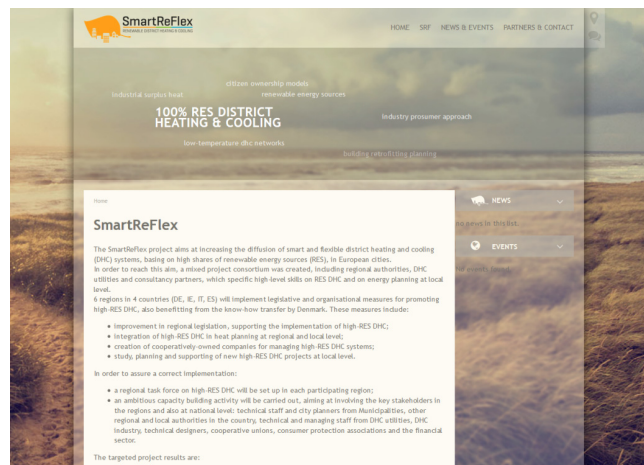 SmartReFlex
RENEWABLE DISTRICT HEATING & COOLING
HOME SRF NEWS & EVENTS PARTNERS & CONTACT
citizen ownership models
industrial surplus heat renewable energy sources
100% RES DISTRICT
HEATING & COOLING
industry prosumer approach
low-temperature dhc networks
building retrofitting planning
Home
NEWS
SmartReFlex
no news in this list.
EVENTS
The SmartReFlex project aims at increasing the diffusion of smart and flexible district heating and cooling
(DHC) systems, basing on high shares of renewable energy sources (RES), in European cities.
In order to reach this aim, a mixed project consortium was created, including regional authorities, DHC
utilities and consultancy partners, which specific high-level skills on RES DHC and on energy planning at local
level.
6 regions in 4 countries (DE, IE, IT, ES) will implement legislative and organisational measures for promoting
high-RES DHC, also benefitting from the know-how transfer by Denmark. These measures include:
• improvement in regional legislation, supporting the implementation of high-RES DHC;
• integration of high-RES DHC in heat planning at regional and local level;
• creation of cooperatively-owned companies for managing high-RES DHC systems;
• study, planning and supporting of new high-RES DHC projects at local level.
In order to assure a correct implementation:
• a regional task force on high-RES DHC will be set up in each participating region;
• an ambitious capacity building activity will be carried out, aiming at involving the key stakeholders in
the regions and also at national level: technical staff and city planners from Municipalities, other
regional and local authorities in the country, technical and managing staff from DHC utilities, DHC
industry, technical designers, cooperative unions, consumer protection associations and the financial
sector.
The targeted project results are: